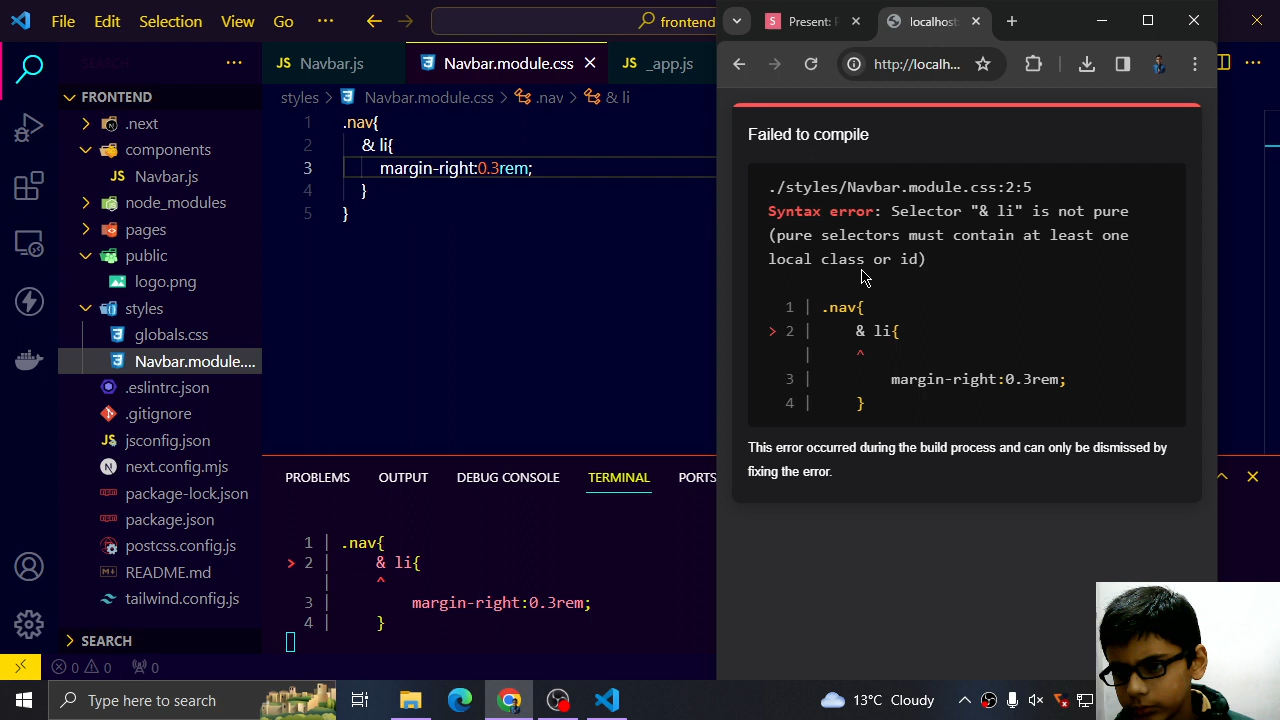 File Edit Selection View Go ··· frontend
SEARCH ···
FRONTEND
.next
components
Navbar.js
node_modules
pages
public
logo.png
styles
globals.css
Navbar.module....
.eslintrc.json
.gitignore
jsconfig.json
next.config.mjs
package-lock.json
package.json
postcss.config.js
README.md
tailwind.config.js
SEARCH
0 0 0
Navbar.js Navbar.module.css _app.js
styles > Navbar.module.css > .nav > & li
1 .nav{
2 & li{
3 margin-right:0.3rem;
4 }
5 }
PROBLEMS OUTPUT DEBUG CONSOLE TERMINAL PORTS
1 | .nav{
> 2 | & li{
| ^
3 | margin-right:0.3rem;
4 | }
Present: localhost
http://localh...
Failed to compile
./styles/Navbar.module.css:2:5
Syntax error: Selector "& li" is not pure
(pure selectors must contain at least one
local class or id)
1 | .nav{
> 2 | & li{
| ^
3 | margin-right:0.3rem;
4 | }
This error occurred during the build process and can only be dismissed by
fixing the error.
Type here to search
13°C Cloudy